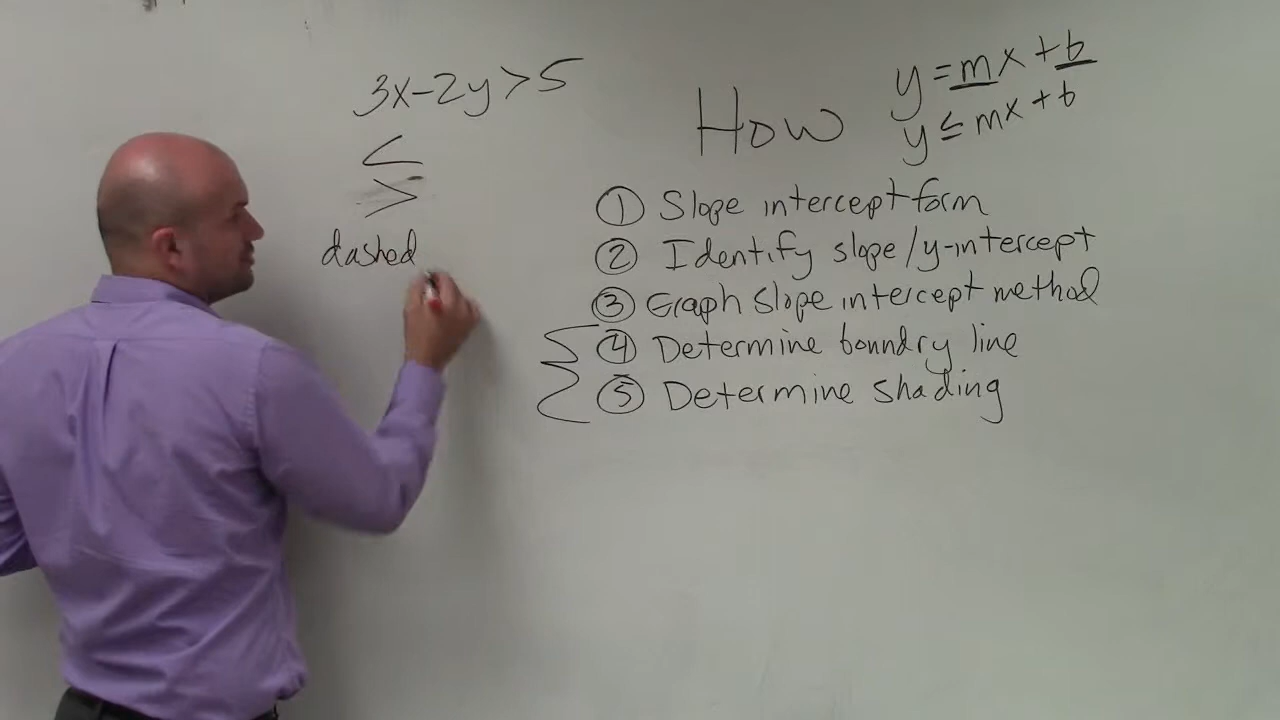 3x-2y>5
<
>
dashed
How
y=mx+b
y≤mx+b
① Slope intercept form
② Identify slope/y-intercept
③ Graph slope intercept method
④ Determine boundry line
⑤ Determine shading